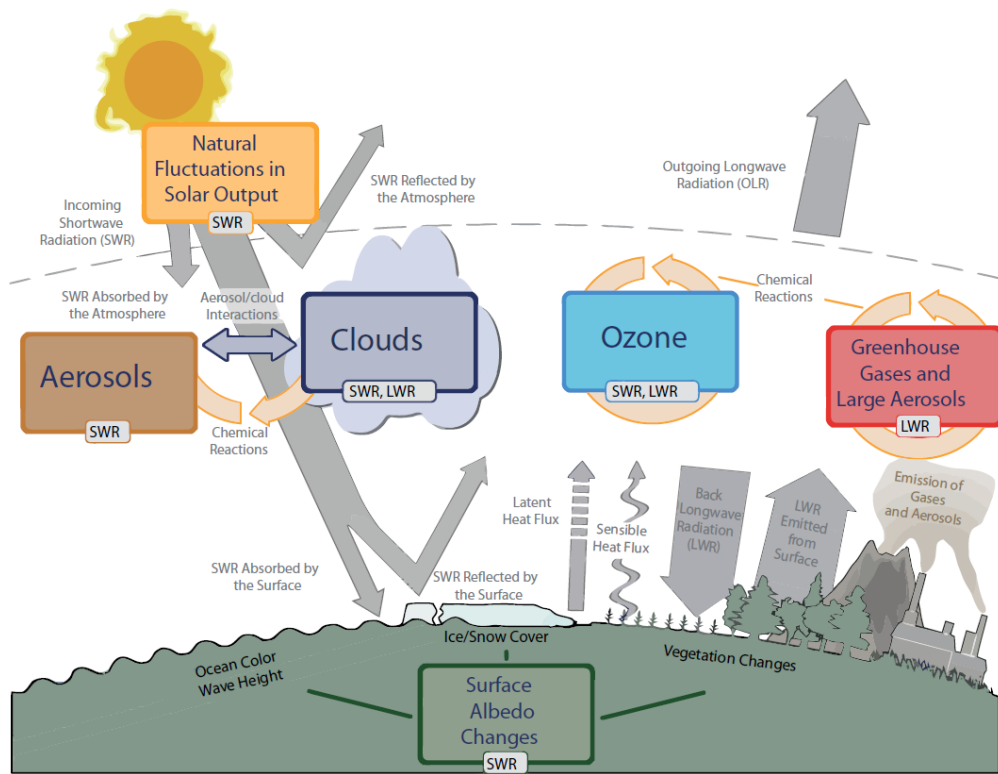 Natural
Fluctuations in
Solar Output
SWR
Incoming
Shortwave
Radiation (SWR)
SWR Reflected by
the Atmosphere
Outgoing Longwave
Radiation (OLR)
SWR Absorbed by
the Atmosphere
Aerosol/cloud
Interactions
Chemical
Reactions
Aerosols
SWR
Clouds
SWR, LWR
Ozone
SWR, LWR
Greenhouse
Gases and
Large Aerosols
LWR
Chemical
Reactions
Latent
Heat Flux
Sensible
Heat Flux
Back
Longwave
Radiation
(LWR)
LWR
Emitted
from
Surface
Emission of
Gases
and Aerosols
SWR Absorbed by
the Surface
SWR Reflected by
the Surface
Ice/Snow Cover
Ocean Color
Wave Height
Vegetation Changes
Surface
Albedo
Changes
SWR